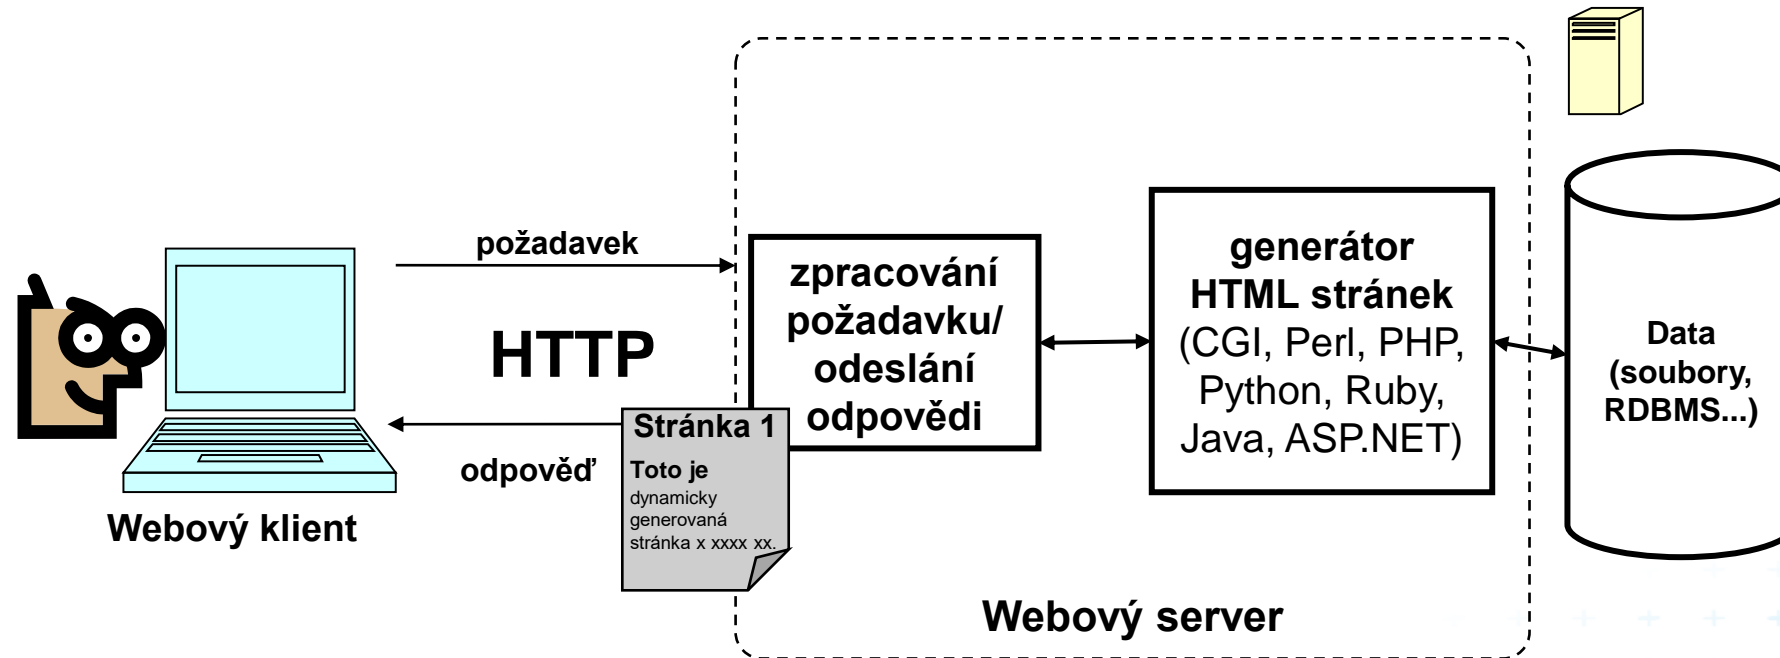 požadavek
HTTP
odpověď
Webový klient
Stránka 1
Toto je
dynamicky
generovaná
stránka x xxxx xx.
zpracování
požadavku/
odeslání
odpovědi
generátor
HTML stránek
(CGI, Perl, PHP,
Python, Ruby,
Java, ASP.NET)
Data
(soubory,
RDBMS...)
Webový server